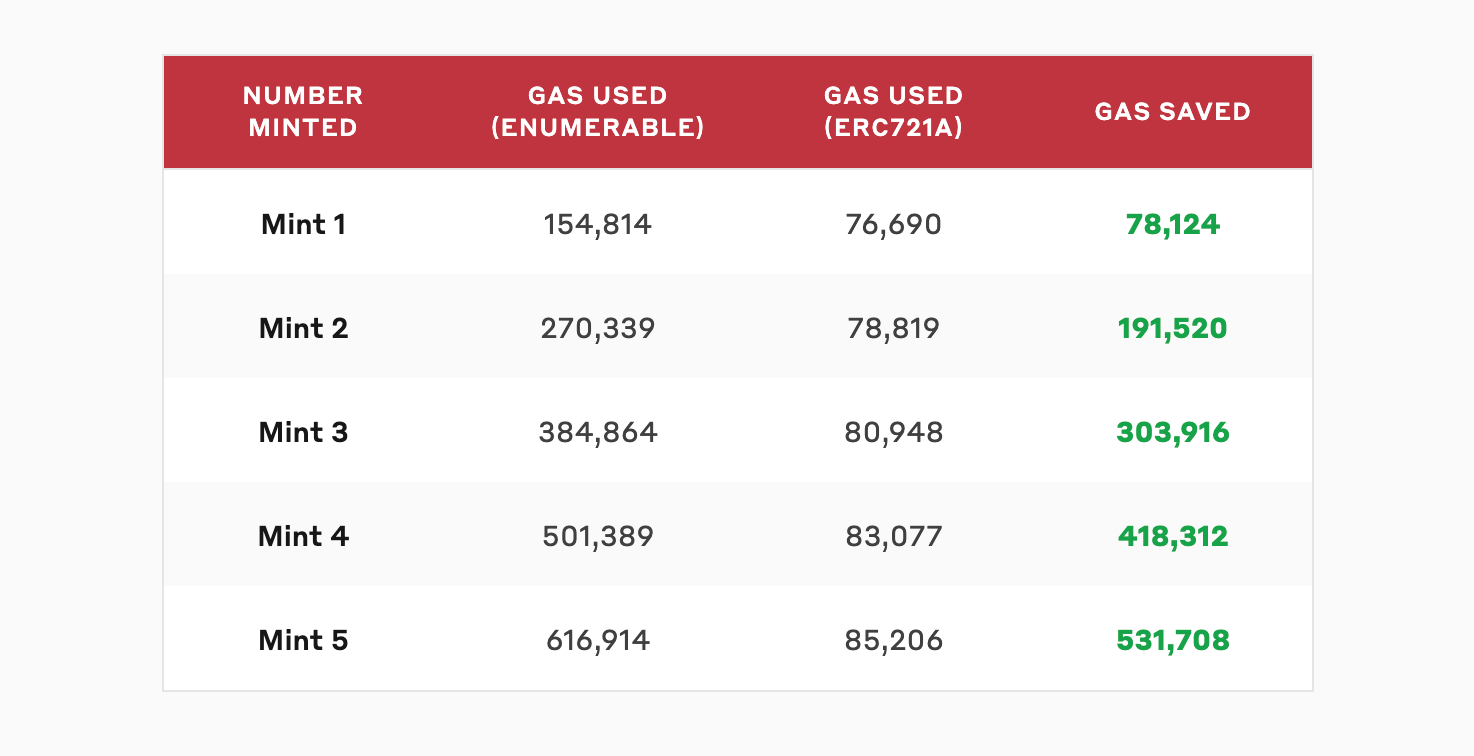 NUMBER MINTED GAS USED (ENUMERABLE) GAS USED (ERC721A) GAS SAVED
Mint 1 154,814 76,690 78,124
Mint 2 270,339 78,819 191,520
Mint 3 384,864 80,948 303,916
Mint 4 501,389 83,077 418,312
Mint 5 616,914 85,206 531,708